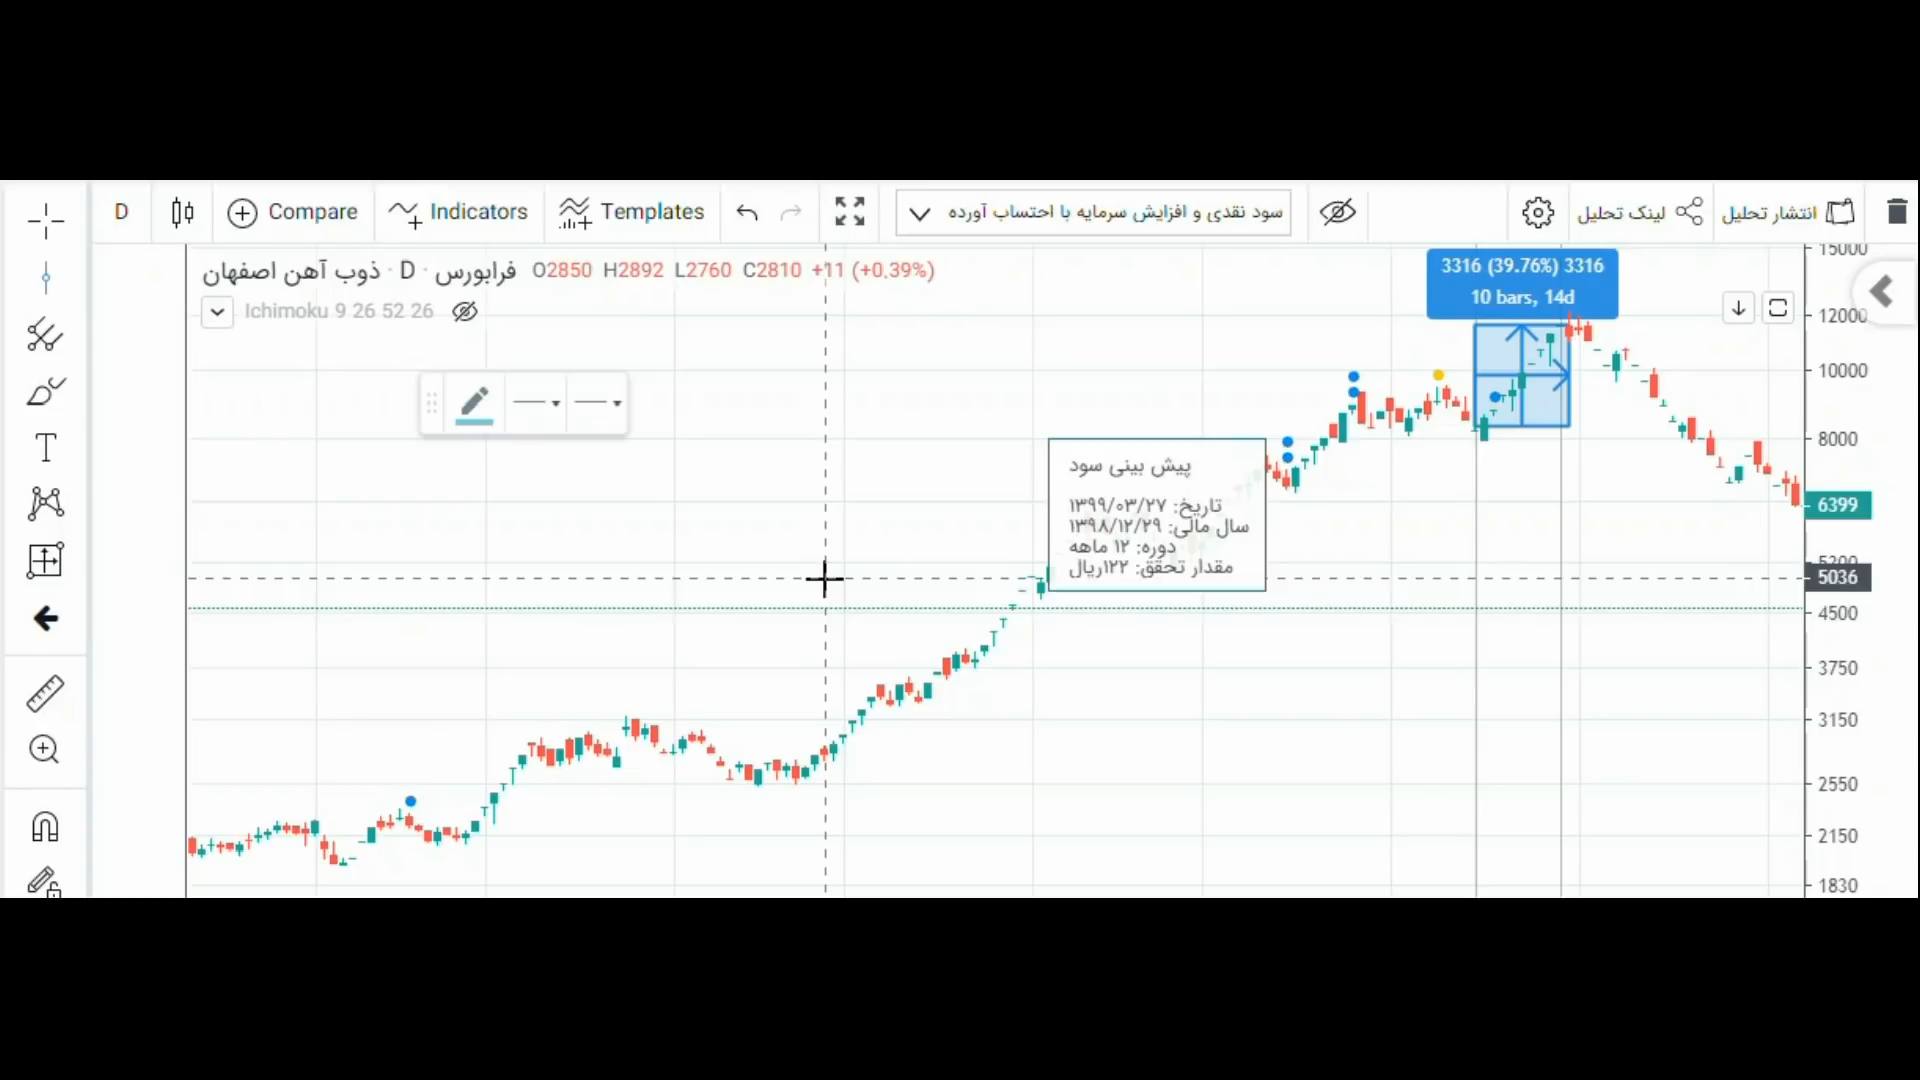 D
Compare
Indicators
Templates
سود نقدی و افزایش سرمایه با احتساب آورده
لینک تحلیل
انتشار تحلیل
ذوب آهن اصفهان · D · فرابورس O2850 H2892 L2760 C2810 +11 (+0.39%)
Ichimoku 9 26 52 26
3316 (39.76%) 3316
10 bars, 14d
پیش بینی سود
تاریخ: ۱۳۹۹/۰۳/۲۷
سال مالی: ۱۳۹۸/۱۲/۲۹
دوره: ۱۲ ماهه
مقدار تحقق: ۱۲۲ریال
15000
12000
10000
8000
6399
5200
5036
4500
3750
3150
2550
2150
1830
T